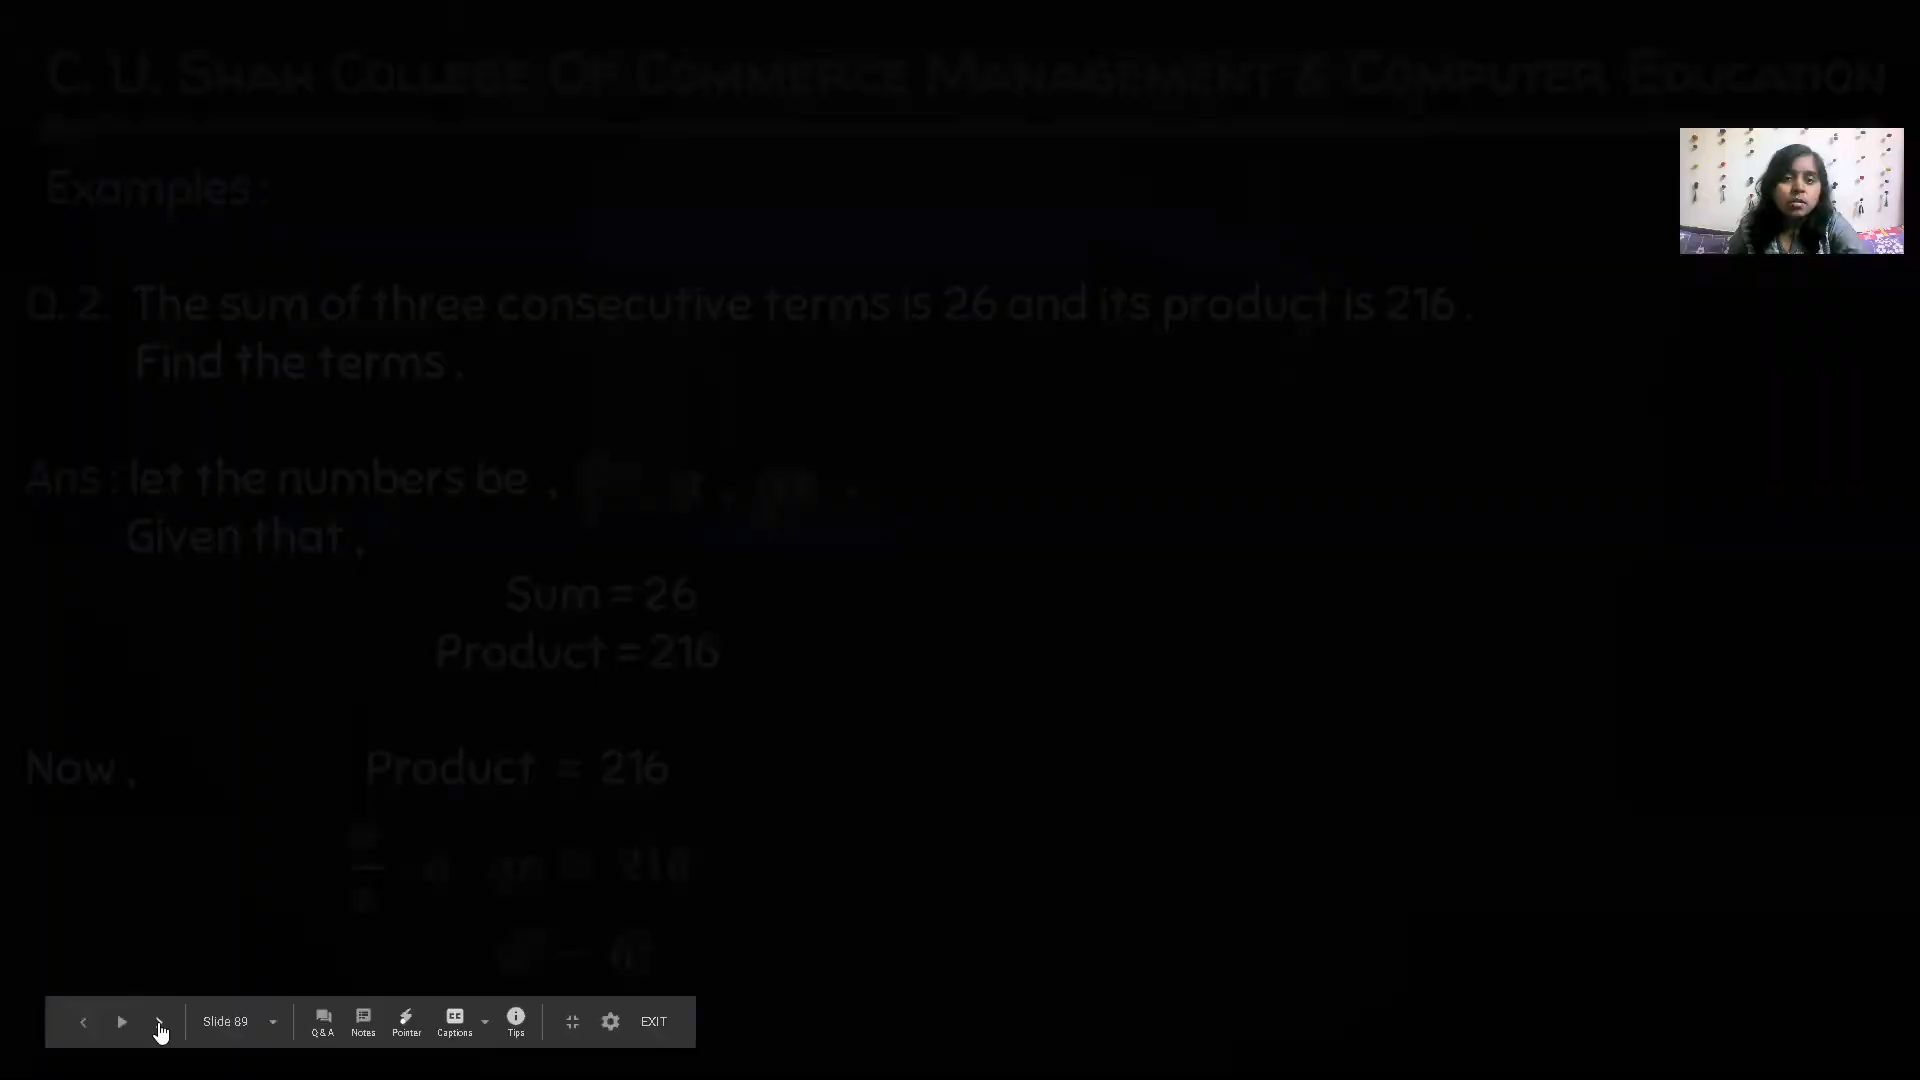 C. U. Shah College Of Commerce Management & Computer Education
Examples:
Q. 2. The sum of three consecutive terms is 26 and its product is 216.
Find the terms.
Ans: let the numbers be ,
Given that ,
Sum = 26
Product = 216
Now , Product = 216
= 216
Slide 89 Q & A Notes Pointer Captions Tips EXIT